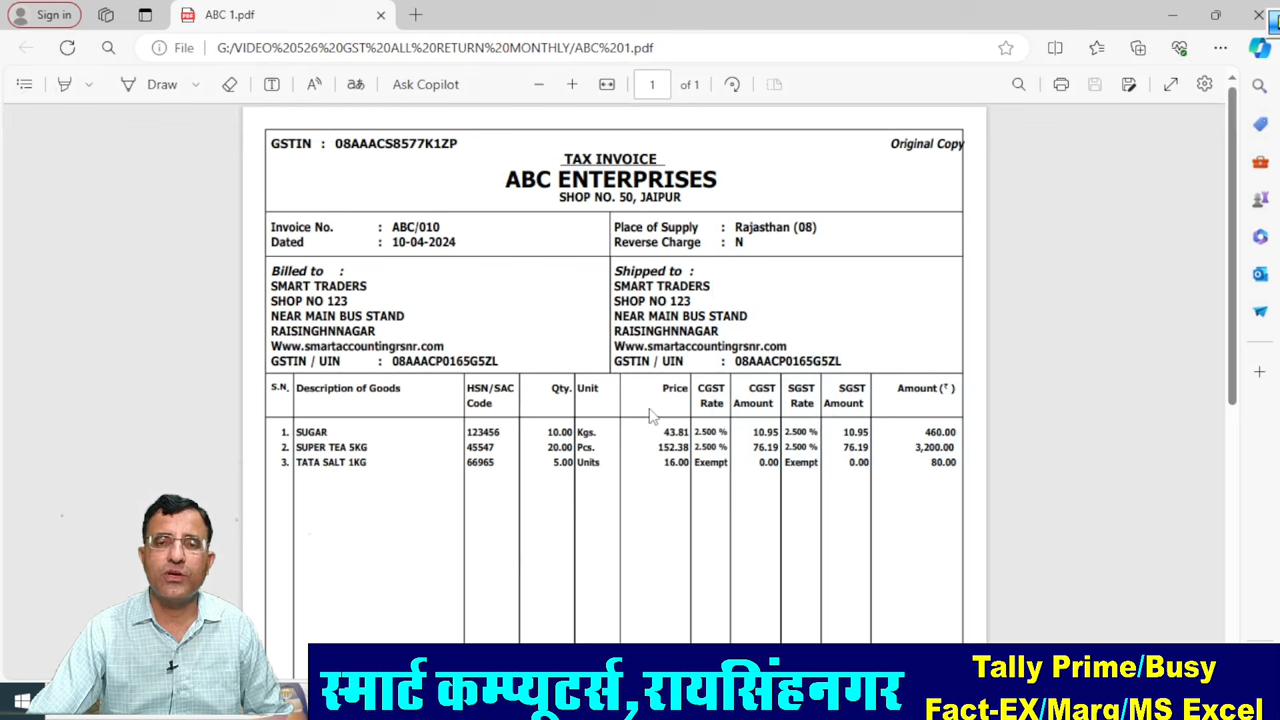 Sign in
ABC 1.pdf
File G:/VIDEO%20526%20GST%20ALL%20RETURN%20MONTHLY/ABC%201.pdf
Draw aあ Ask Copilot 1 of 1
GSTIN : 08AAACS8577K1ZP Original Copy
TAX INVOICE
ABC ENTERPRISES
SHOP NO. 50, JAIPUR
Invoice No. : ABC/010 Place of Supply : Rajasthan (08)
Dated : 10-04-2024 Reverse Charge : N
Billed to : Shipped to :
SMART TRADERS SMART TRADERS
SHOP NO 123 SHOP NO 123
NEAR MAIN BUS STAND NEAR MAIN BUS STAND
RAISINGHNNAGAR RAISINGHNNAGAR
Www.smartaccountingrsnr.com Www.smartaccountingrsnr.com
GSTIN / UIN : 08AAACP0165G5ZL GSTIN / UIN : 08AAACP0165G5ZL
S.N. Description of Goods HSN/SAC Qty. Unit Price CGST CGST SGST SGST Amount (₹ )
Code Rate Amount Rate Amount
1. SUGAR 123456 10.00 Kgs. 43.81 2.500 % 10.95 2.500 % 10.95 460.00
2. SUPER TEA 5KG 45547 20.00 Pcs. 152.38 2.500 % 76.19 2.500 % 76.19 3,200.00
3. TATA SALT 1KG 66965 5.00 Units 16.00 Exempt 0.00 Exempt 0.00 80.00
स्मार्ट कम्प्यूटर्स,रायसिंहनगर
Tally Prime/Busy
Fact-EX/Marg/MS Excel